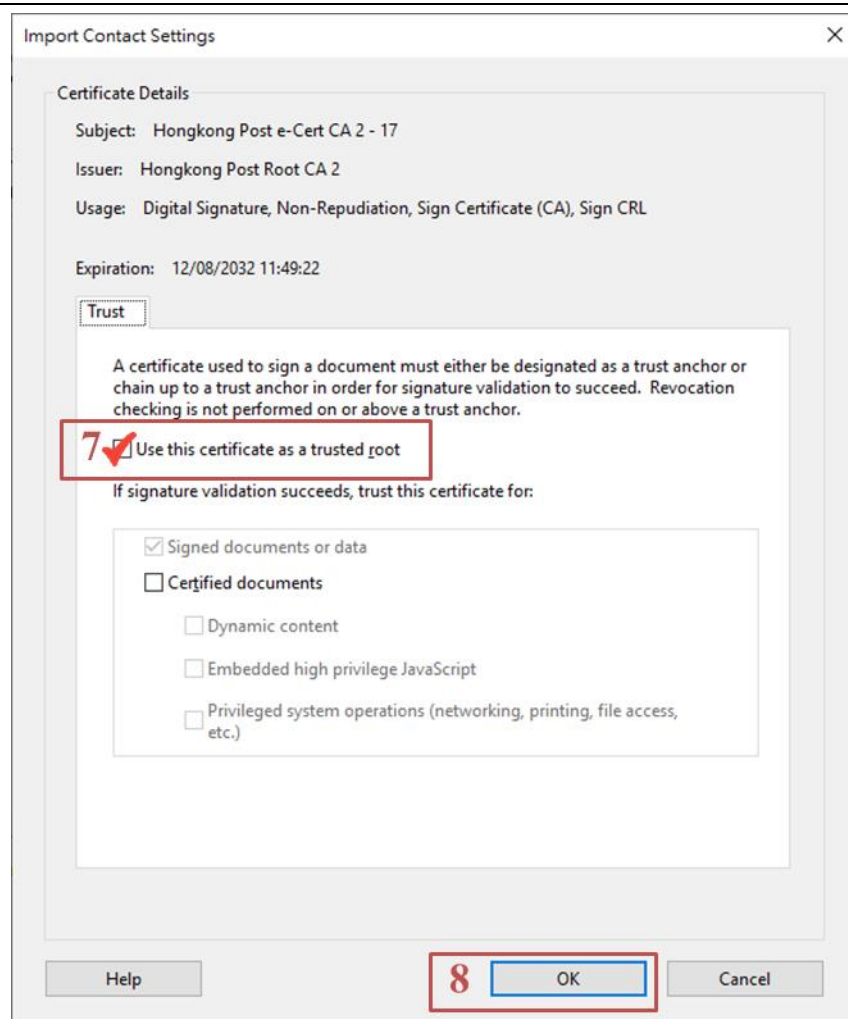 Import Contact Settings
Certificate Details
Subject: Hongkong Post e-Cert CA 2 - 17
Issuer: Hongkong Post Root CA 2
Usage: Digital Signature, Non-Repudiation, Sign Certificate (CA), Sign CRL
Expiration: 12/08/2032 11:49:22
Trust
A certificate used to sign a document must either be designated as a trust anchor or
chain up to a trust anchor in order for signature validation to succeed. Revocation
checking is not performed on or above a trust anchor.
7 Use this certificate as a trusted root
If signature validation succeeds, trust this certificate for:
Signed documents or data
Certified documents
Dynamic content
Embedded high privilege JavaScript
Privileged system operations (networking, printing, file access,
etc.)
Help 8 OK Cancel